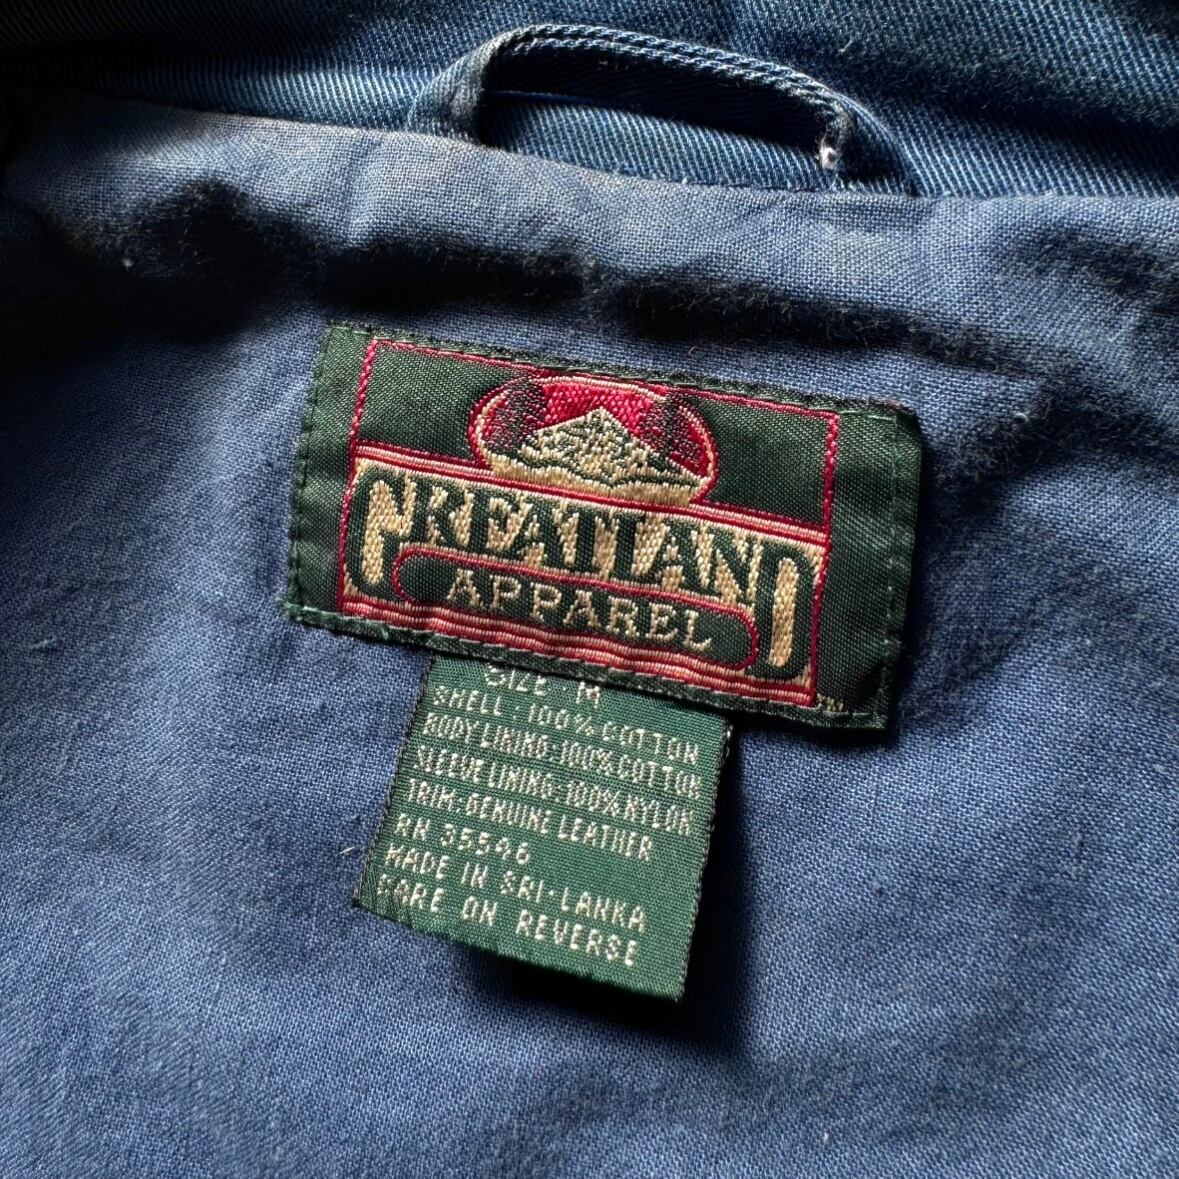 GREATLAND
APPAREL
TM
SIZE M
SHELL: 100% COTTON
BODY LINING: 100% COTTON
SLEEVE LINING: 100% NYLON
TRIM: GENUINE LEATHER
RN 35546
MADE IN SRI-LANKA
CARE ON REVERSE